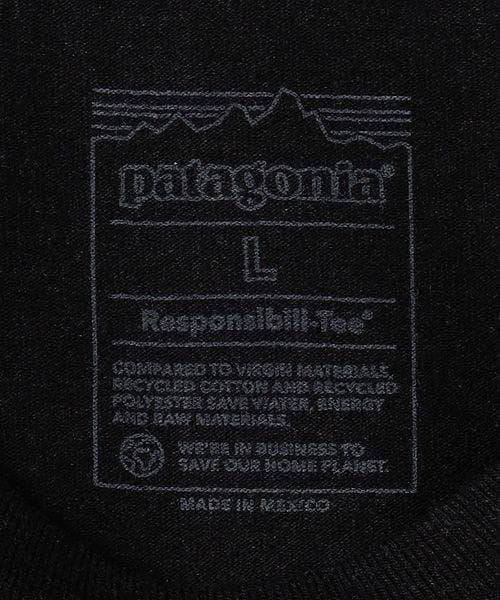 patagonia®
L
Responsibili-Tee®
COMPARED TO VIRGIN MATERIALS,
RECYCLED COTTON AND RECYCLED
POLYESTER SAVE WATER, ENERGY
AND RAW MATERIALS.
WE'RE IN BUSINESS TO
SAVE OUR HOME PLANET.
MADE IN MEXICO